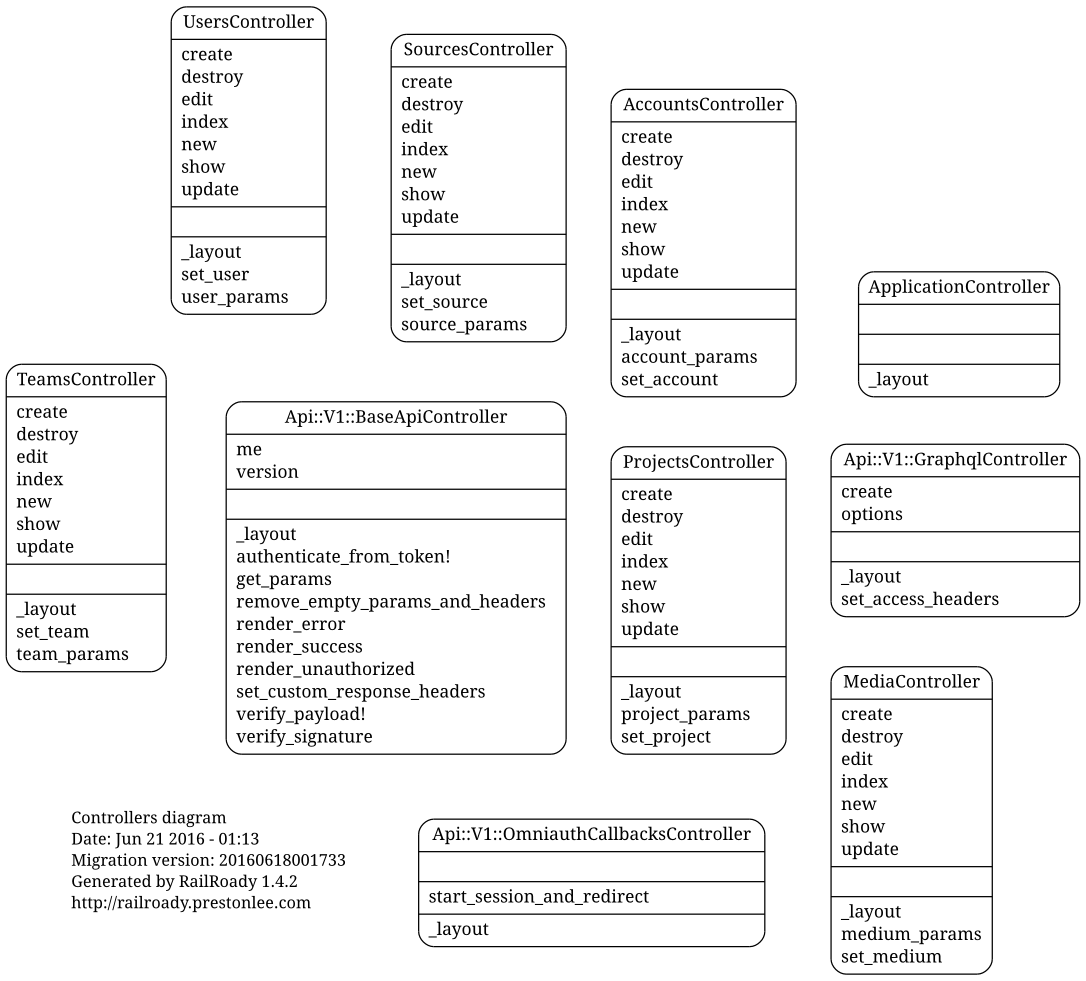 UsersController
create
destroy
edit
index
new
show
update
_layout
set_user
user_params
SourcesController
create
destroy
edit
index
new
show
update
_layout
set_source
source_params
AccountsController
create
destroy
edit
index
new
show
update
_layout
account_params
set_account
ApplicationController
_layout
TeamsController
create
destroy
edit
index
new
show
update
_layout
set_team
team_params
Api::V1::BaseApiController
me
version
_layout
authenticate_from_token!
get_params
remove_empty_params_and_headers
render_error
render_success
render_unauthorized
set_custom_response_headers
verify_payload!
verify_signature
ProjectsController
create
destroy
edit
index
new
show
update
_layout
project_params
set_project
Api::V1::GraphqlController
create
options
_layout
set_access_headers
MediaController
create
destroy
edit
index
new
show
update
_layout
medium_params
set_medium
Controllers diagram
Date: Jun 21 2016 - 01:13
Migration version: 20160618001733
Generated by RailRoady 1.4.2
http://railroady.prestonlee.com
Api::V1::OmniauthCallbacksController
start_session_and_redirect
_layout